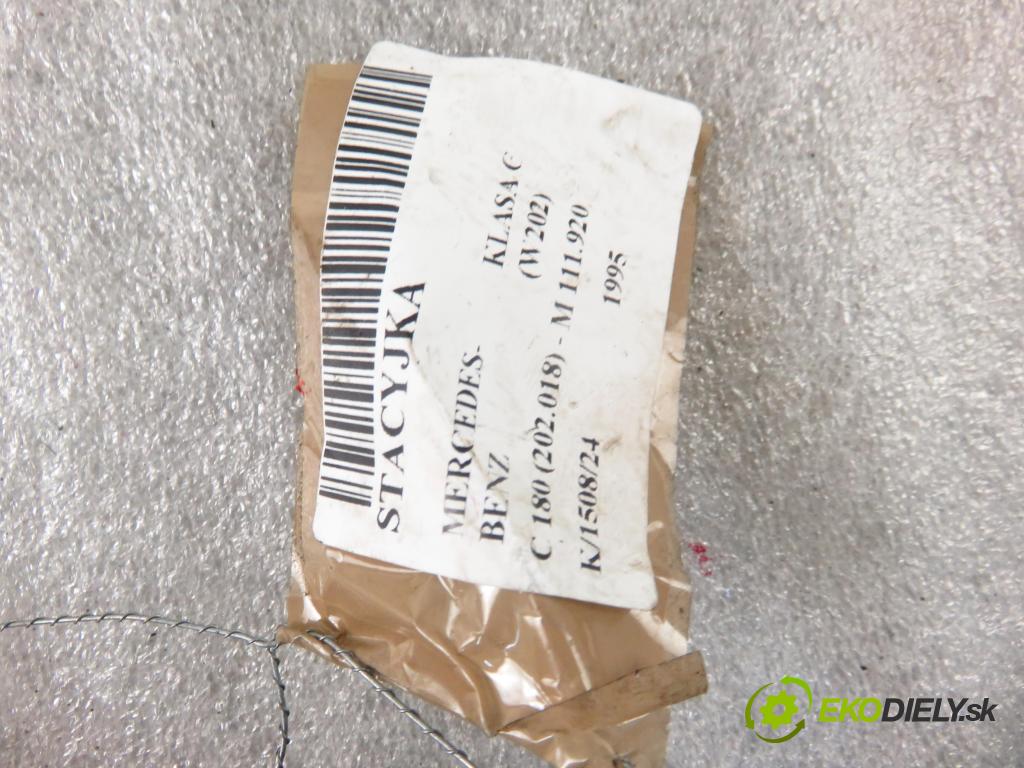 STACYJKA
MERCEDES-
BENZ
KLASA C
(W202)
C 180 (202.018) - M 111.920
K/1508/24
1995
EKODIELY.sk